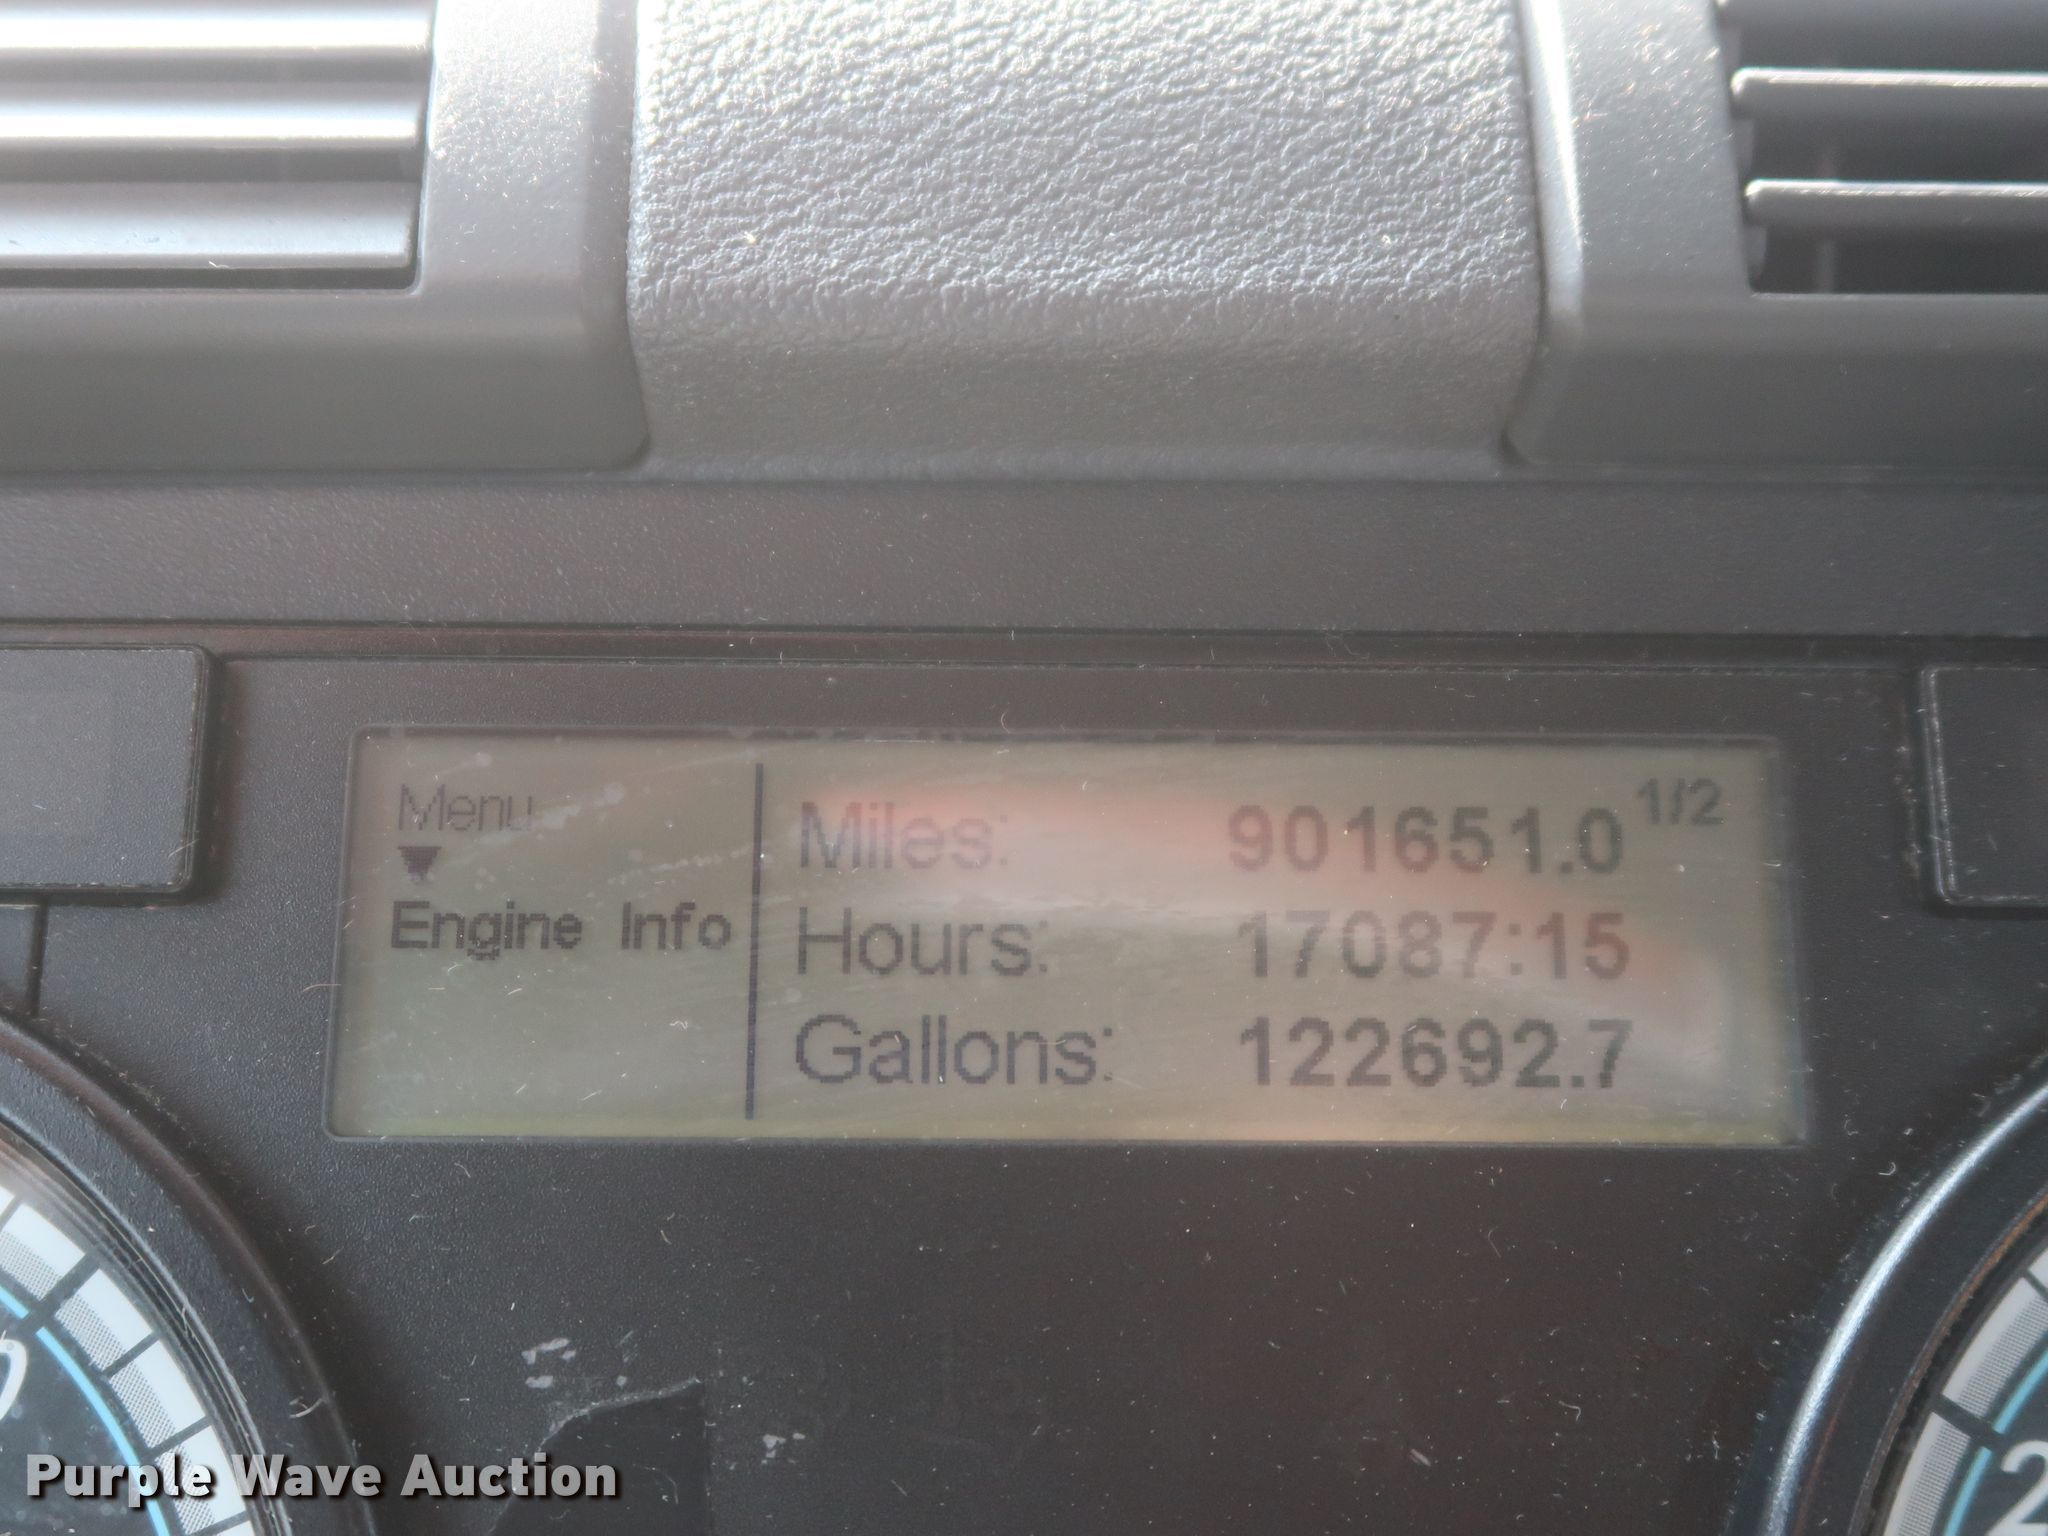 Menu
Engine Info
Miles: 901651.0 1/2
Hours: 17087:15
Gallons: 122692.7
Purple Wave Auction